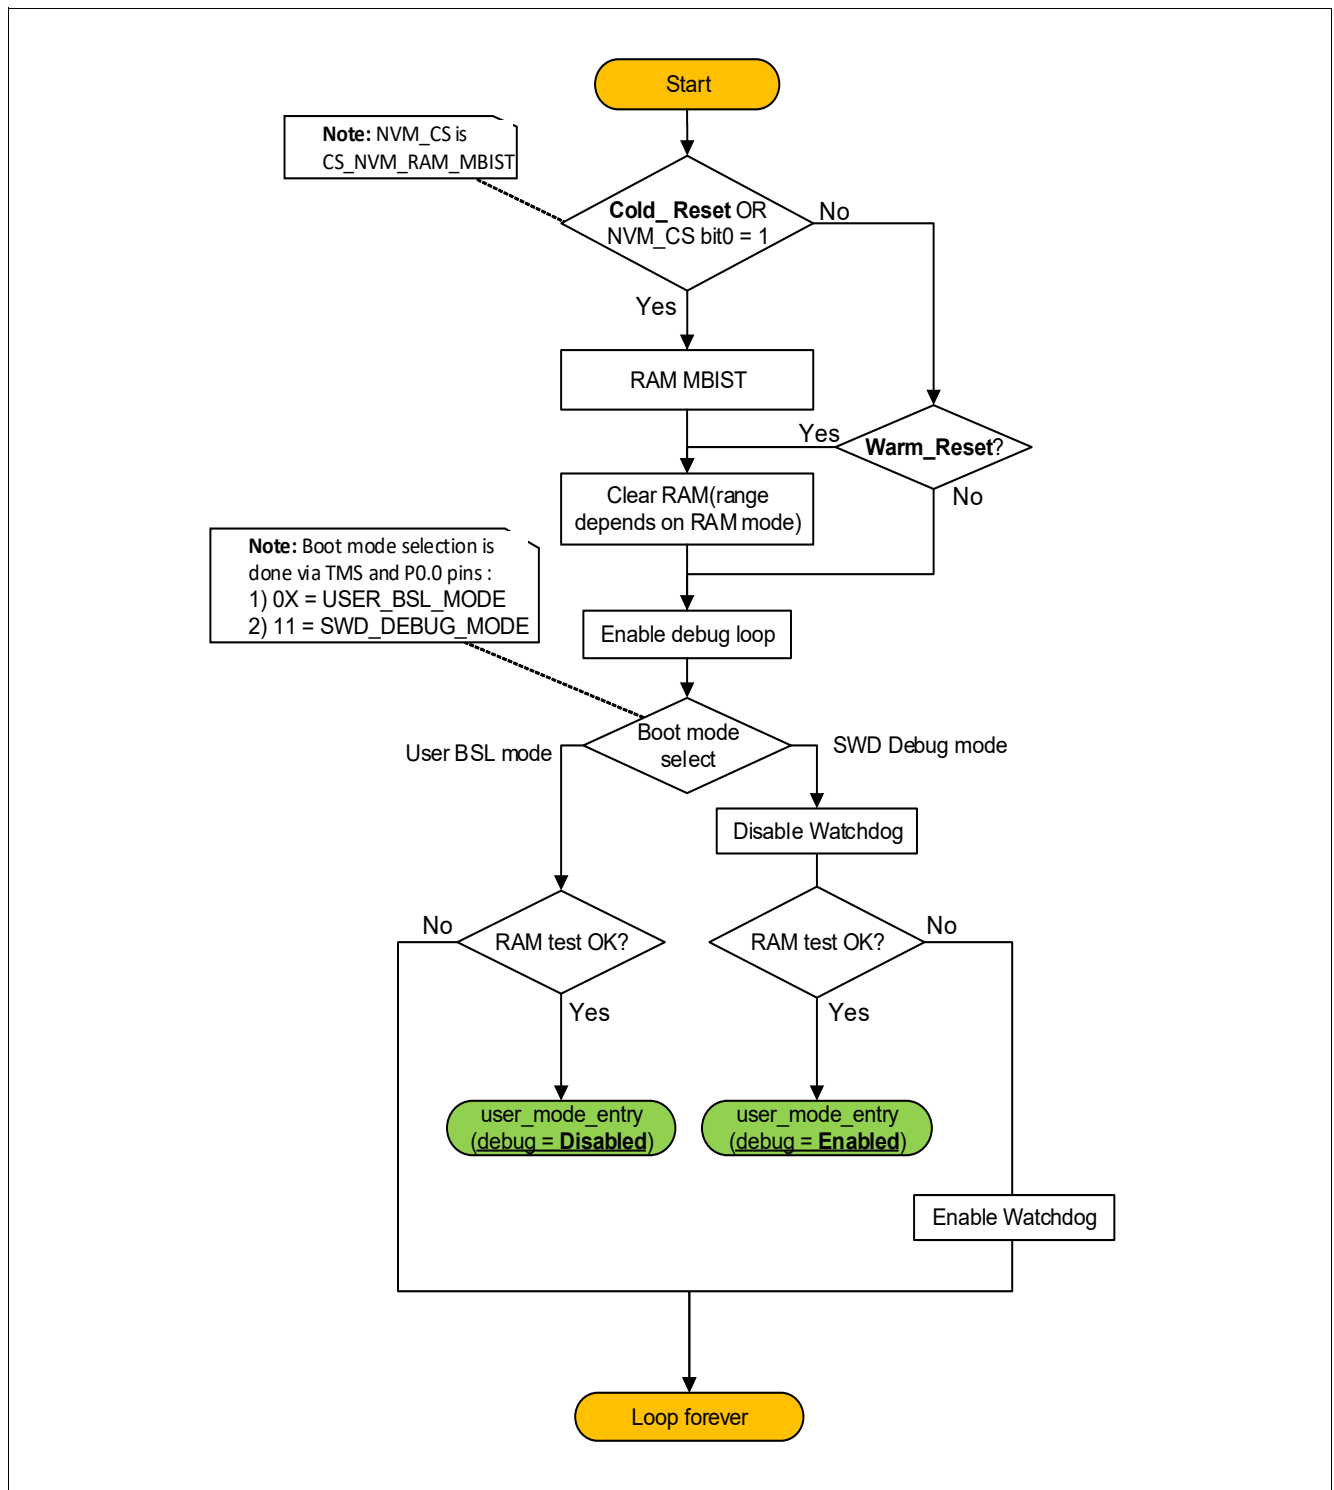 Start
Note: NVM_CS is
CS_NVM_RAM_MBIST
Cold_ Reset OR
NVM_CS bit0 = 1
No
Yes
RAM MBIST
Yes
Warm_Reset?
No
Clear RAM(range
depends on RAM mode)
Note: Boot mode selection is
done via TMS and P0.0 pins :
1) 0X = USER_BSL_MODE
2) 11 = SWD_DEBUG_MODE
Enable debug loop
Boot mode
select
User BSL mode
SWD Debug mode
Disable Watchdog
No
RAM test OK?
Yes
RAM test OK?
No
Yes
user_mode_entry
(debug = Disabled)
user_mode_entry
(debug = Enabled)
Enable Watchdog
Loop forever